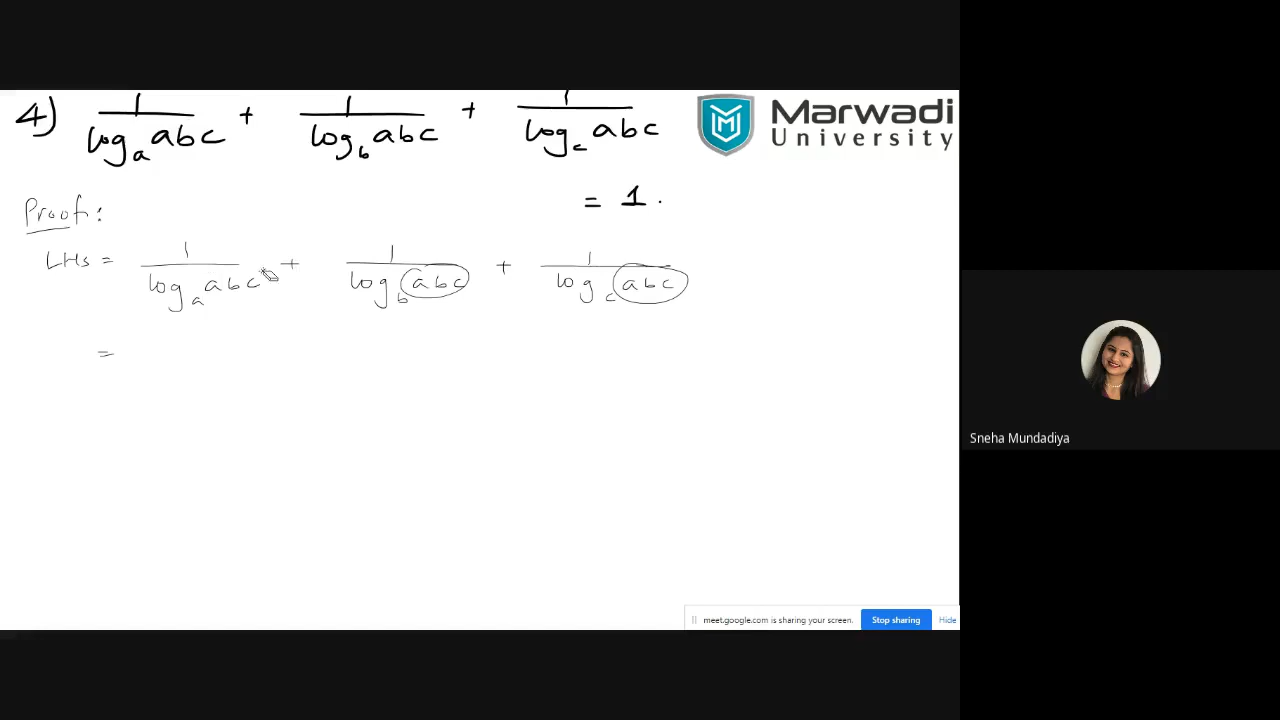 4) 1/log_a abc + 1/log_b abc + 1/log_c abc
Marwadi
University
= 1.
Proof:
LHS = 1/log_a abc + 1/log_b abc + 1/log_c abc
=
Sneha Mundadiya
meet.google.com is sharing your screen. Stop sharing Hide